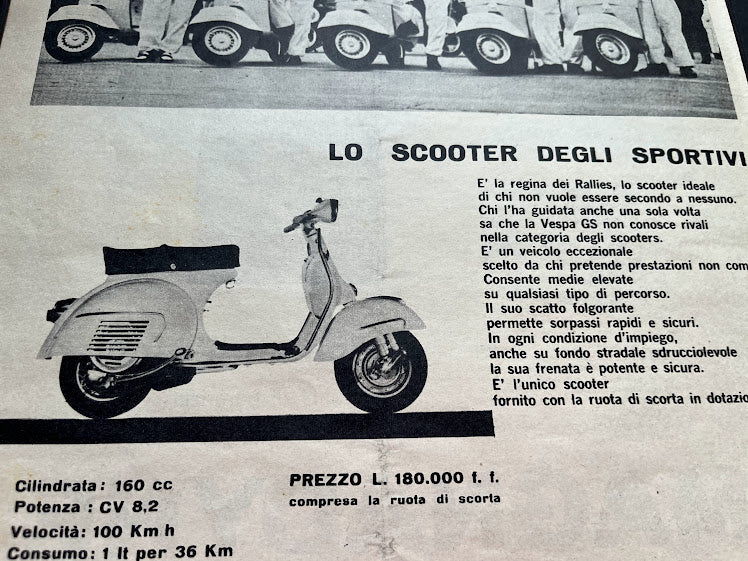 LO SCOOTER DEGLI SPORTIVI
E' la regina dei Rallies, lo scooter ideale
di chi non vuole essere secondo a nessuno.
Chi l'ha guidata anche una sola volta
sa che la Vespa GS non conosce rivali
nella categoria degli scooters.
E' un veicolo eccezionale
scelto da chi pretende prestazioni non com
Consente medie elevate
su qualsiasi tipo di percorso.
Il suo scatto folgorante
permette sorpassi rapidi e sicuri.
In ogni condizione d'impiego,
anche su fondo stradale sdrucciolevole
la sua frenata è potente e sicura.
E' l'unico scooter
fornito con la ruota di scorta in dotazio
Cilindrata: 160 cc
Potenza : CV 8,2
Velocità: 100 Km h
Consumo: 1 lt per 36 Km
PREZZO L. 180.000 f. f.
compresa la ruota di scorta